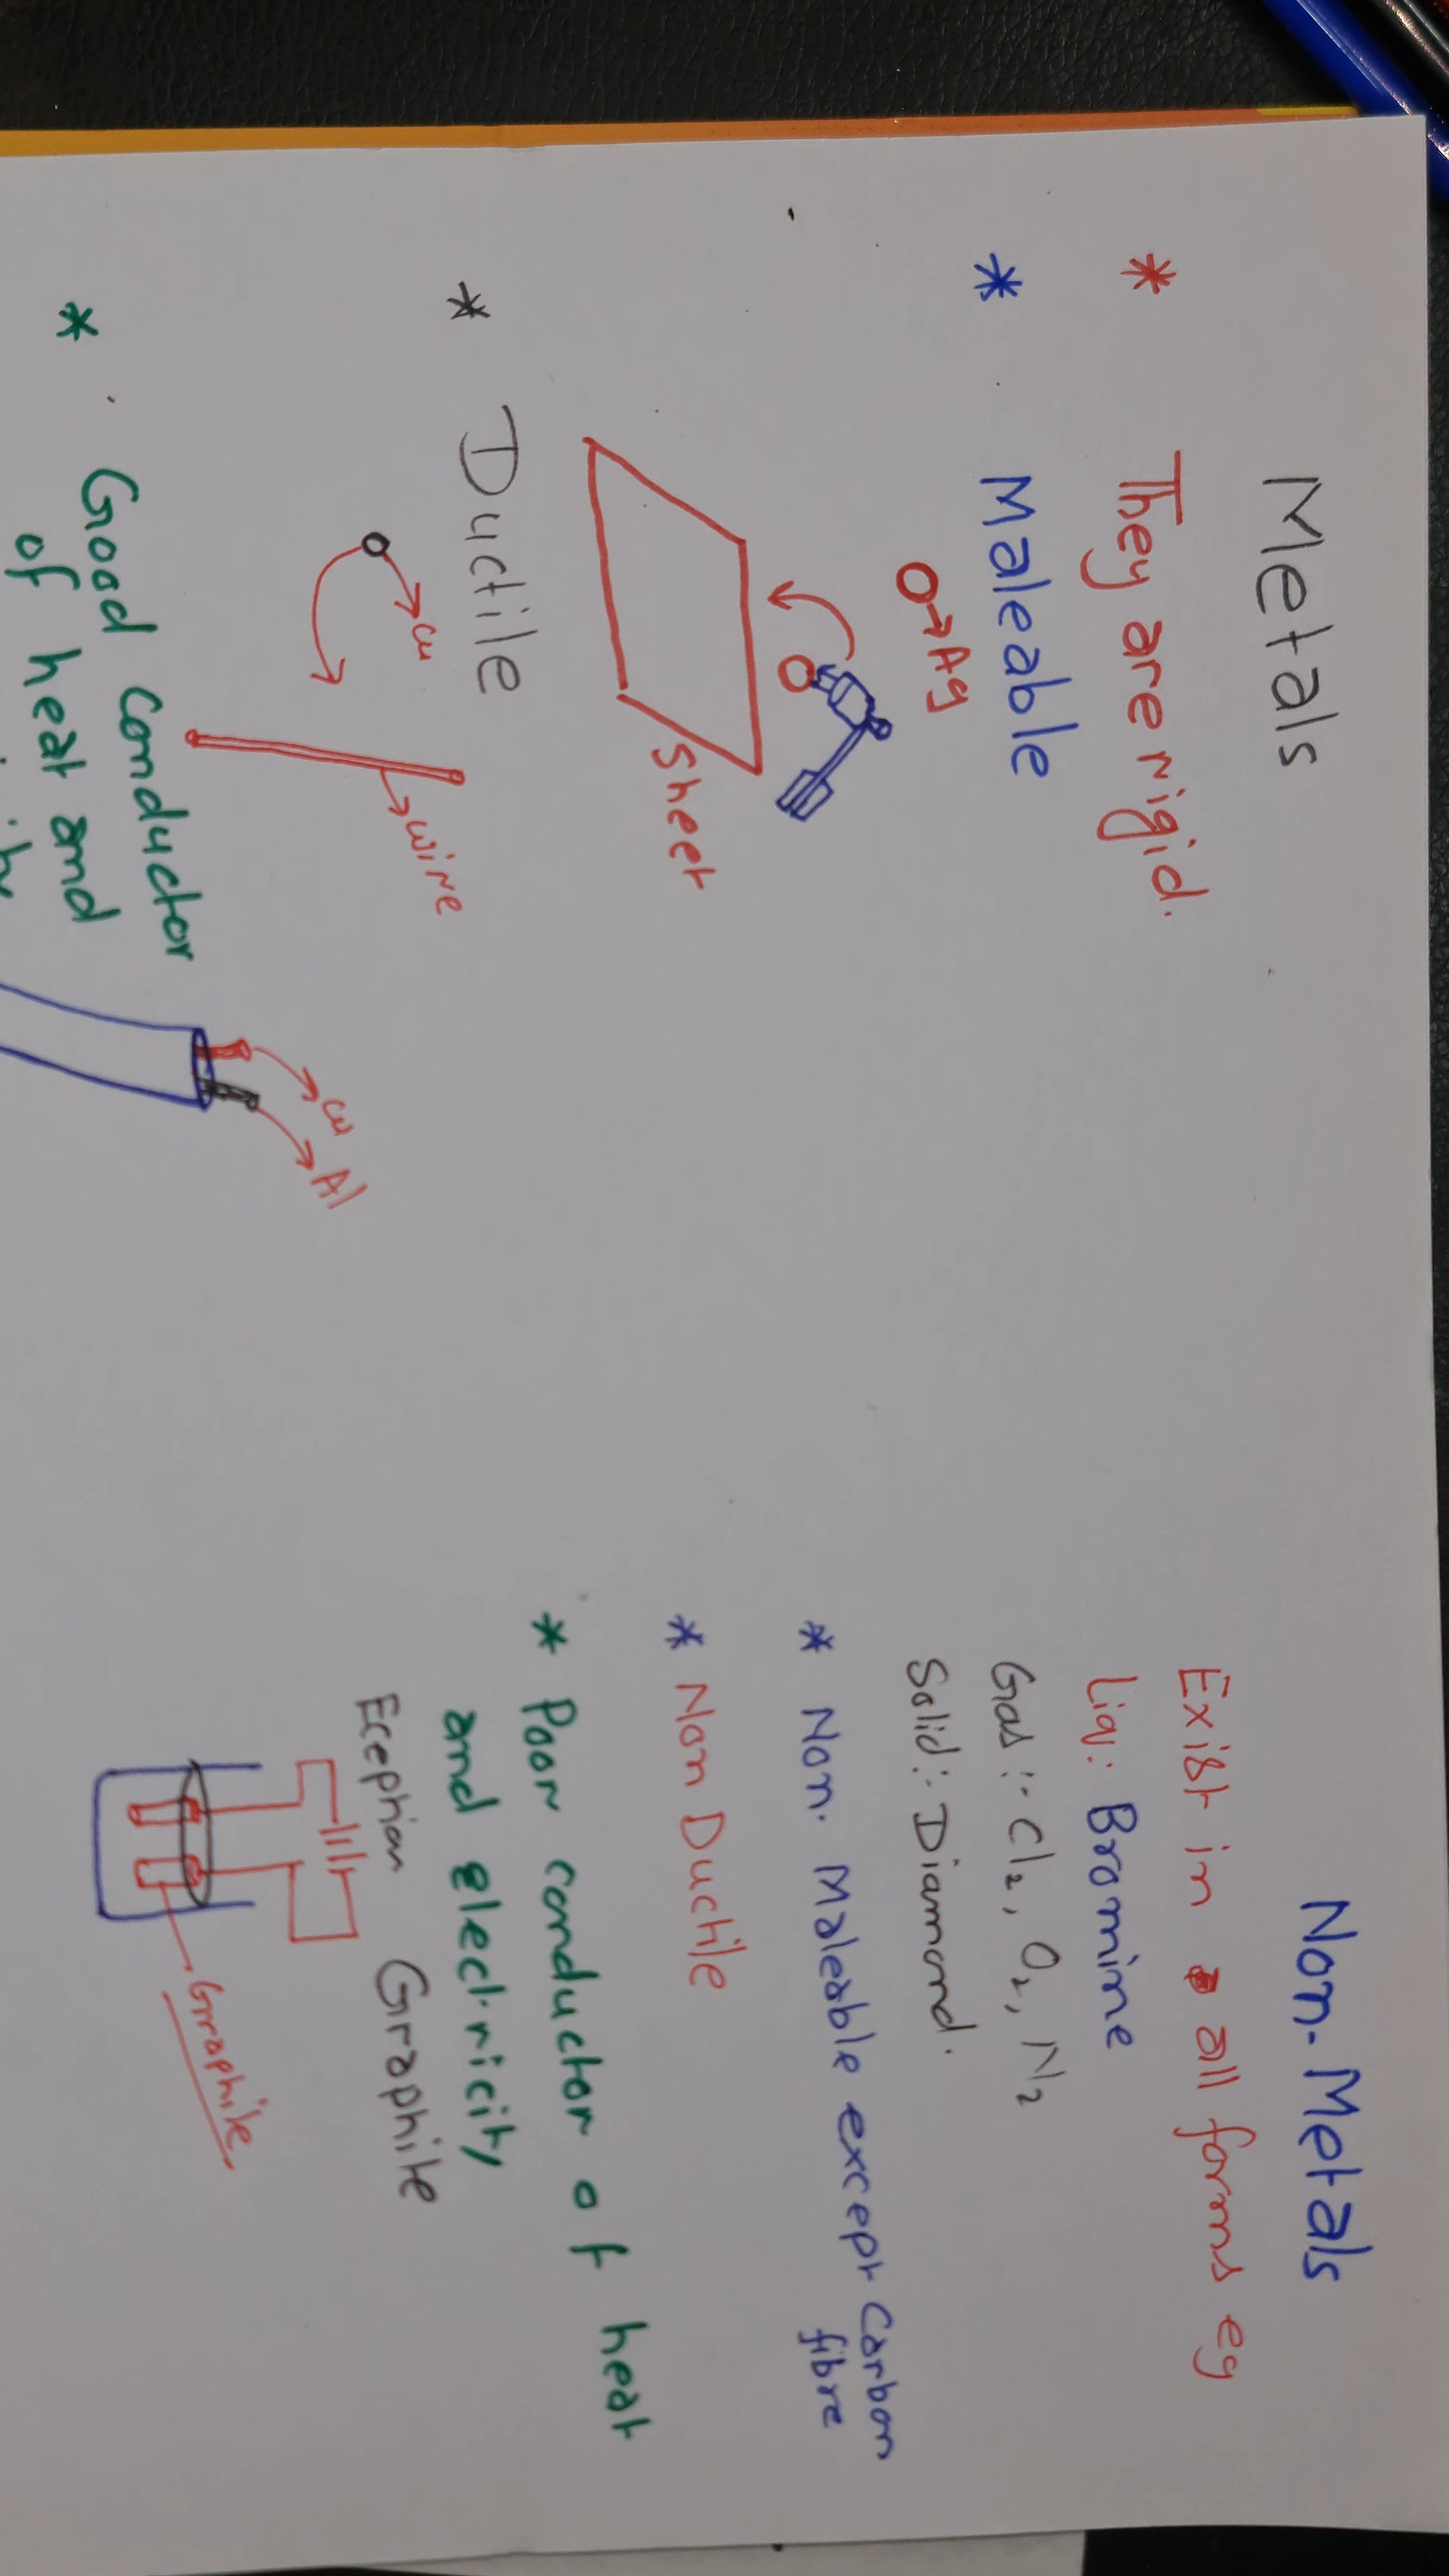 Metals
* They are rigid.
* Maleable
O→Ag
Sheet
* Ductile
Cu
Wire
* Good conductor
of heat and
Cu
Al
Non-Metals
Exist in all forms eg
Liq: Bromine
Gas :- Cl₂, O₂, N₂
Solid:- Diamond.
* Non. Maleable except Carbon
fibre
* Non Ductile
* Poor conductor of heat
and electricity
Eception Graphite
Graphite